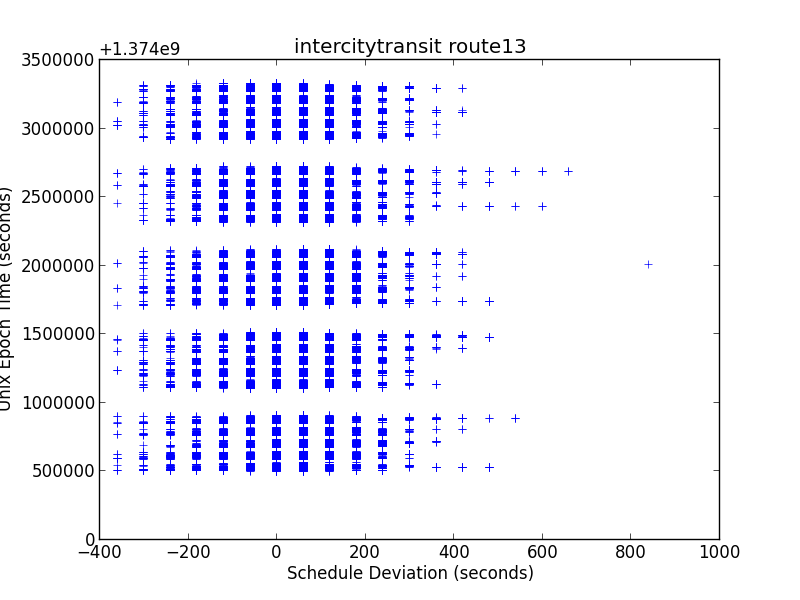 intercitytransit route13
+1.374e9
3500000
3000000
2500000
2000000
1500000
1000000
500000
0
Unix Epoch Time (seconds)
−400 −200 0 200 400 600 800 1000
Schedule Deviation (seconds)